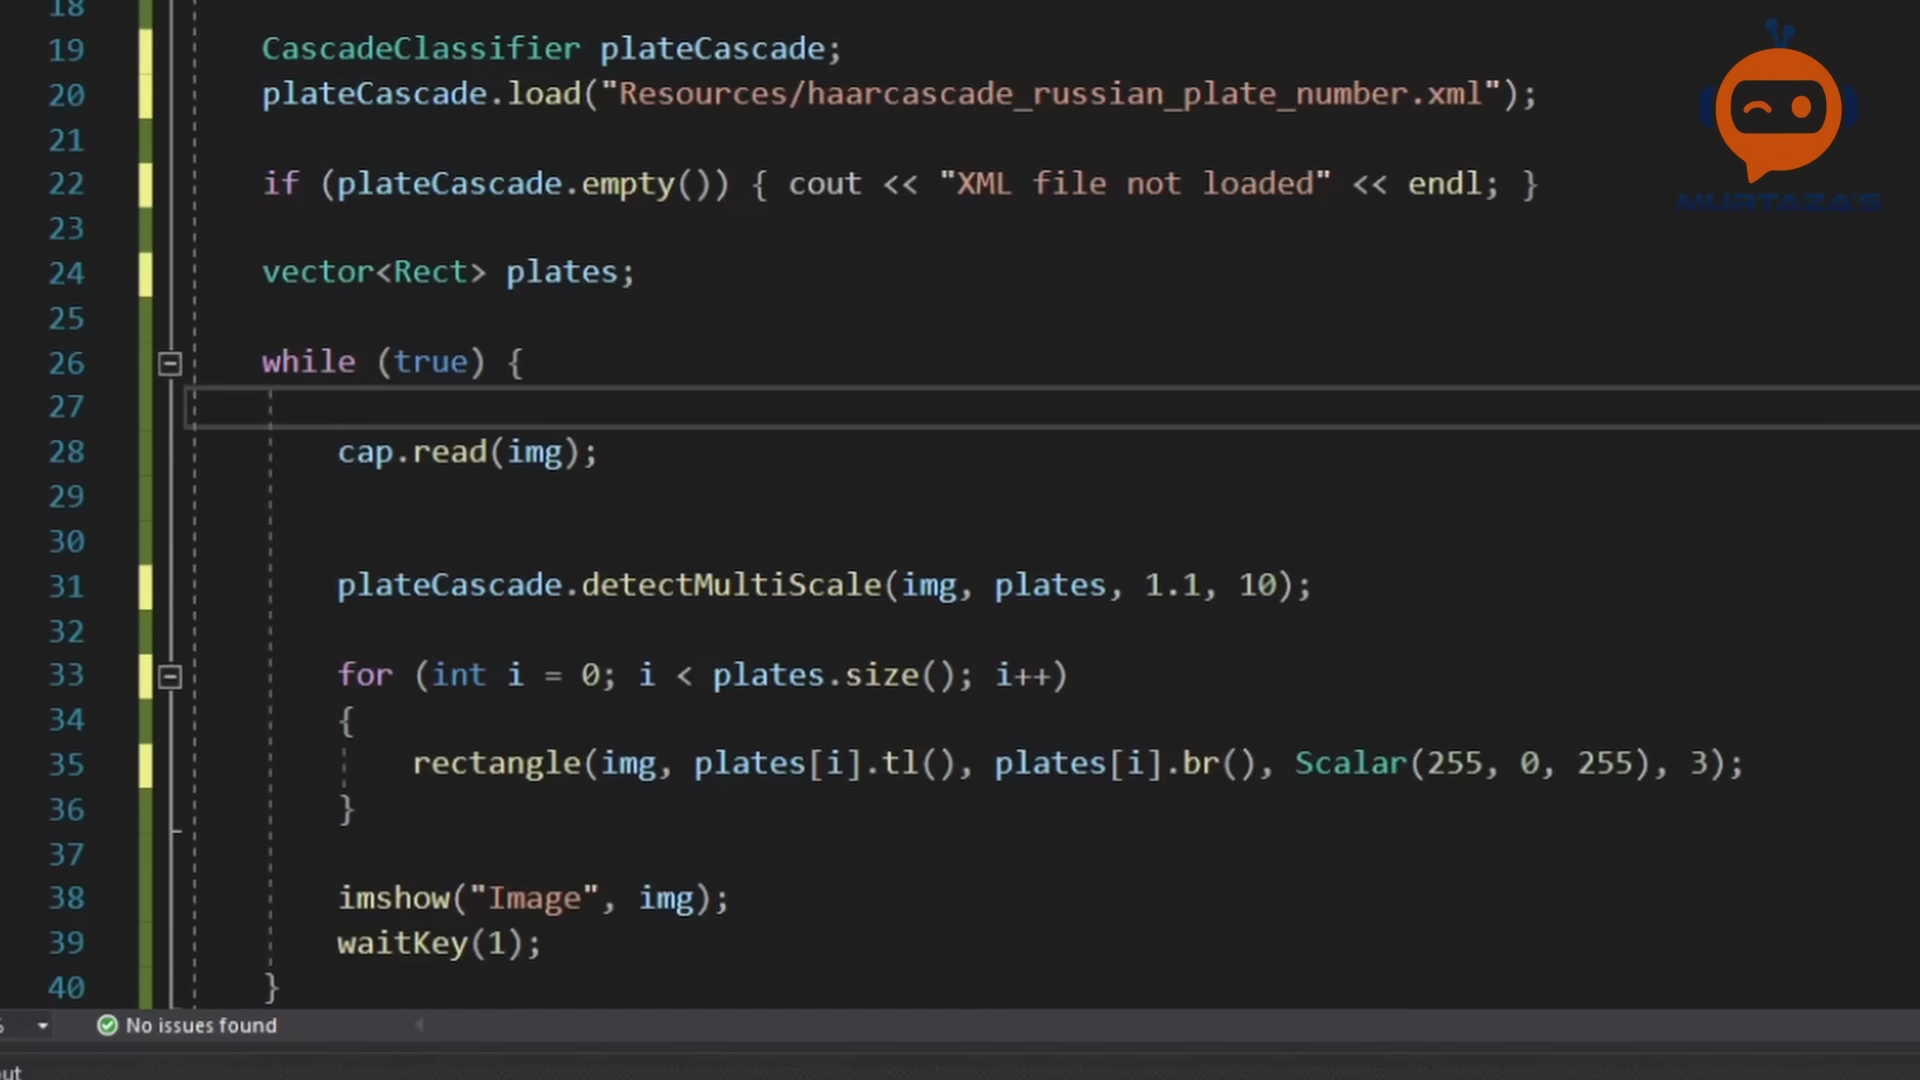 18
19 CascadeClassifier plateCascade;
20 plateCascade.load("Resources/haarcascade_russian_plate_number.xml");
21
22 if (plateCascade.empty()) { cout << "XML file not loaded" << endl; }
23
24 vector<Rect> plates;
25
26 while (true) {
27
28 cap.read(img);
29
30
31 plateCascade.detectMultiScale(img, plates, 1.1, 10);
32
33 for (int i = 0; i < plates.size(); i++)
34 {
35 rectangle(img, plates[i].tl(), plates[i].br(), Scalar(255, 0, 255), 3);
36 }
37
38 imshow("Image", img);
39 waitKey(1);
40 }
MURTAZA'S
No issues found